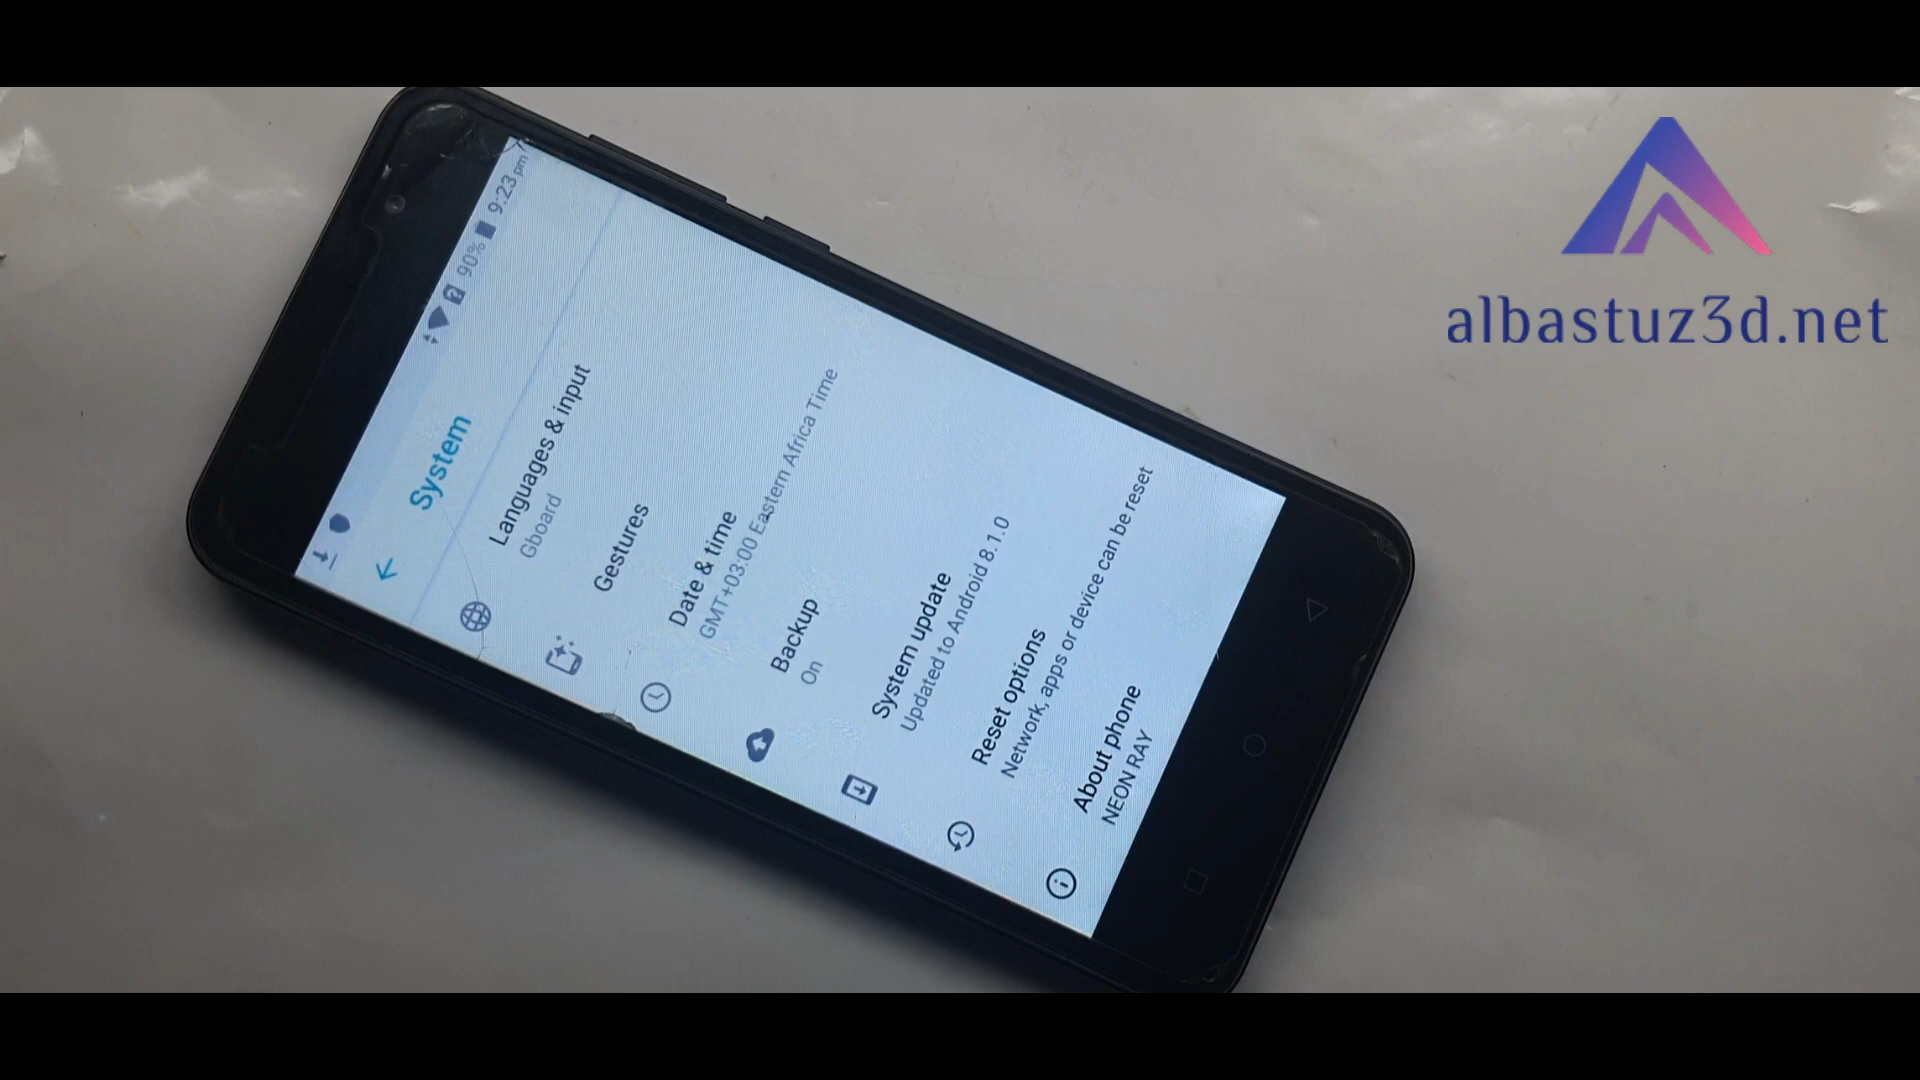 9:23 pm
90%
System
Languages & input
Gboard
Gestures
Date & time
GMT+03:00 Eastern Africa Time
Backup
On
System update
Updated to Android 8.1.0
Reset options
Network, apps or device can be reset
About phone
NEON RAY
albastuz3d.net